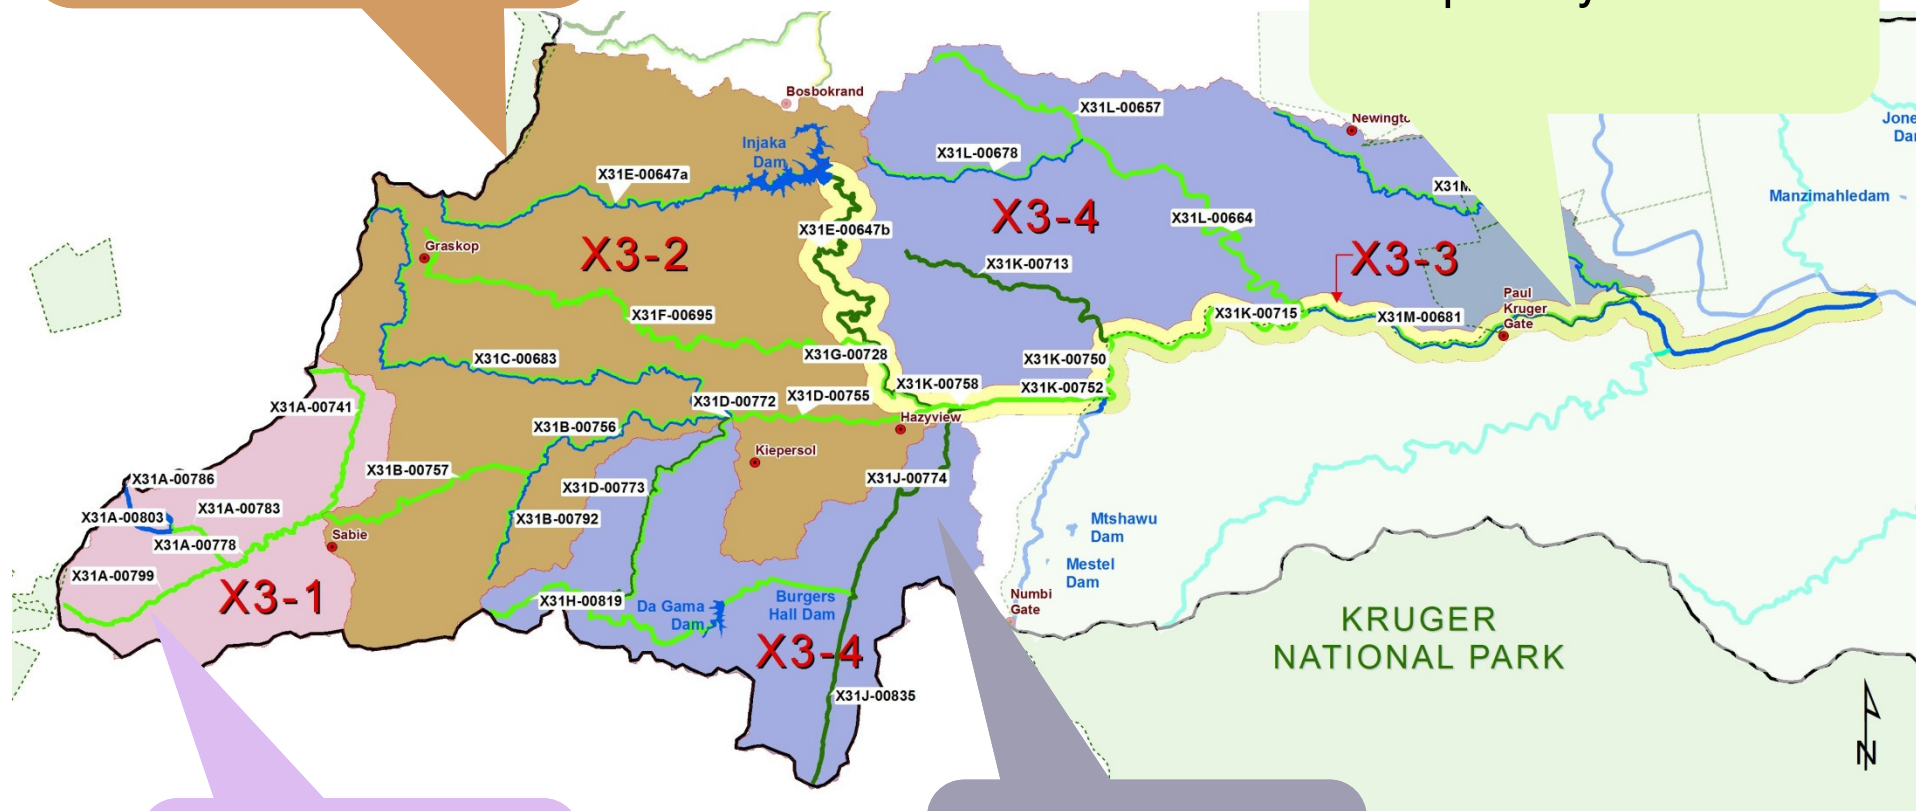 Bosbokrand
X31L-00657
Newingtc
Injaka
Dam
X31L-00678
X31E-00647a
X31M
Manzimahledam
X31E-00647b
X3-4
X31L-00664
Graskop
X3-2
X31K-00713
X3-3
Paul
Kruger
Gate
X31F-00695
X31K-00715
X31M-00681
X31C-00683
X31G-00728
X31K-00750
X31K-00758
X31K-00752
X31A-00741
X31D-00772
X31D-00755
Hazyview
X31B-00756
Kiepersol
X31B-00757
X31A-00786
X31J-00774
X31D-00773
X31A-00783
X31A-00803
X31B-00792
Sabie
X31A-00778
Mtshawu
Dam
Mestel
Dam
X31A-00799
X3-1
X31H-00819
Da Gama
Dam
Burgers
Hall Dam
Numbi
Gate
X3-4
KRUGER
NATIONAL PARK
X31J-00835
N